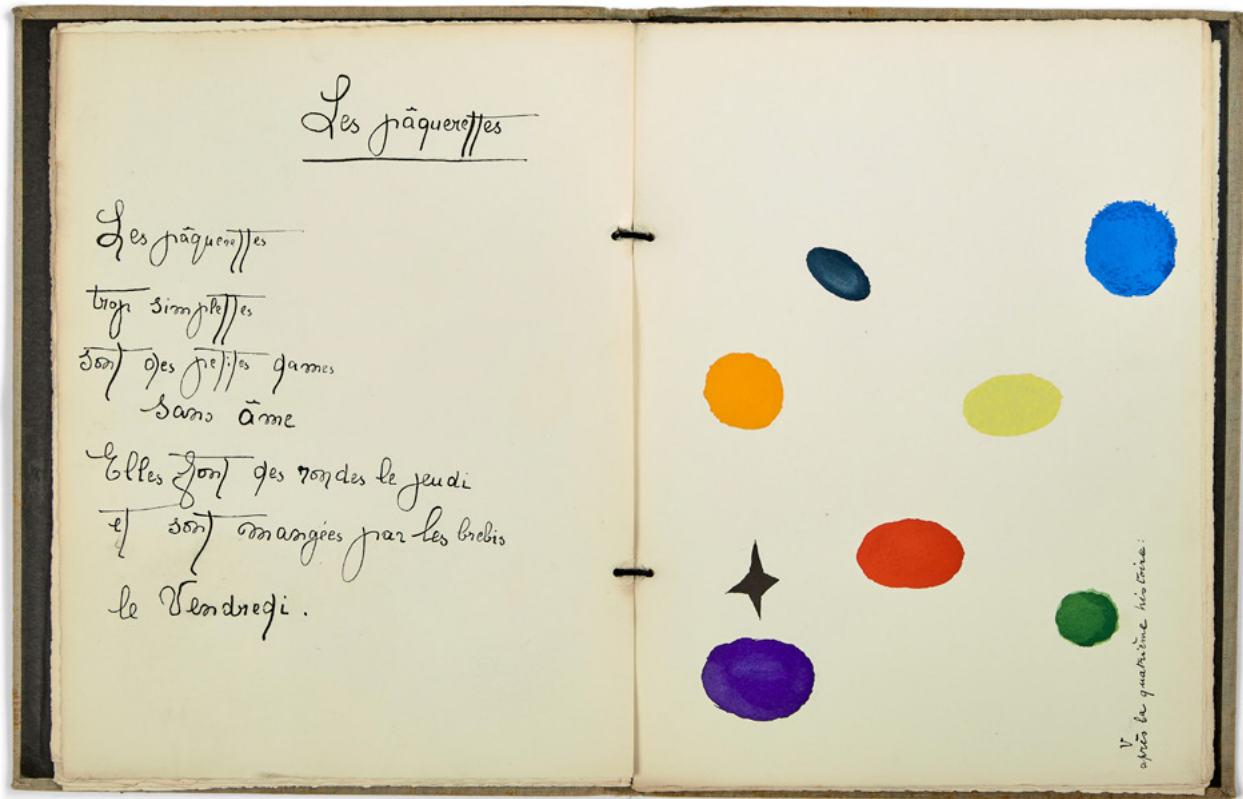 Les pâquerettes
Les pâquerettes
trop simplettes
sont des petites dames
sans âme
Elles font des rondes le jeudi
et sont mangées par les brebis
le Vendredi.
V
après la quatrième histoire: